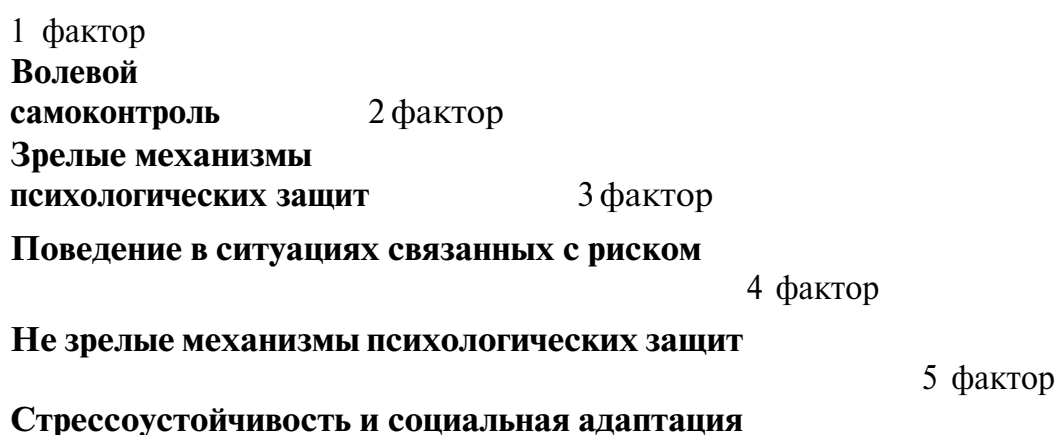 1 фактор
Волевой
самоконтроль 2 фактор
Зрелые механизмы
психологических защит 3 фактор
Поведение в ситуациях связанных с риском
4 фактор
Не зрелые механизмы психологических защит
5 фактор
Стрессоустойчивость и социальная адаптация